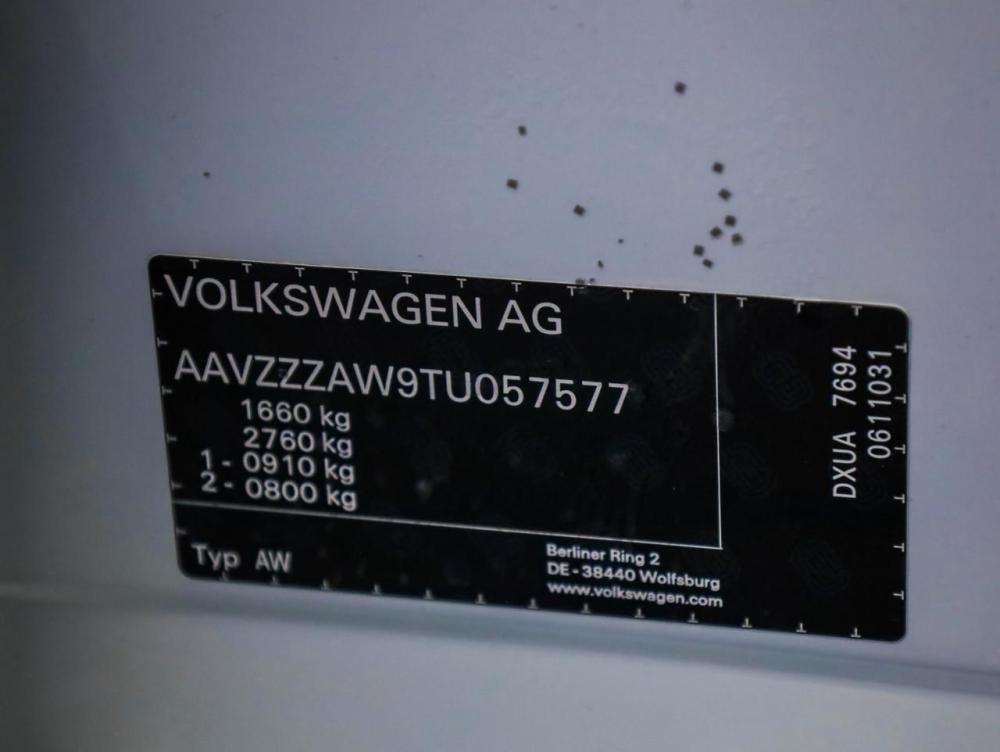 VOLKSWAGEN AG
AAVZZZAW9TU057577
1660 kg
2760 kg
1 - 0910 kg
2 - 0800 kg
Typ AW
Berliner Ring 2
DE - 38440 Wolfsburg
www.volkswagen.com
DXUA 7694
0611031